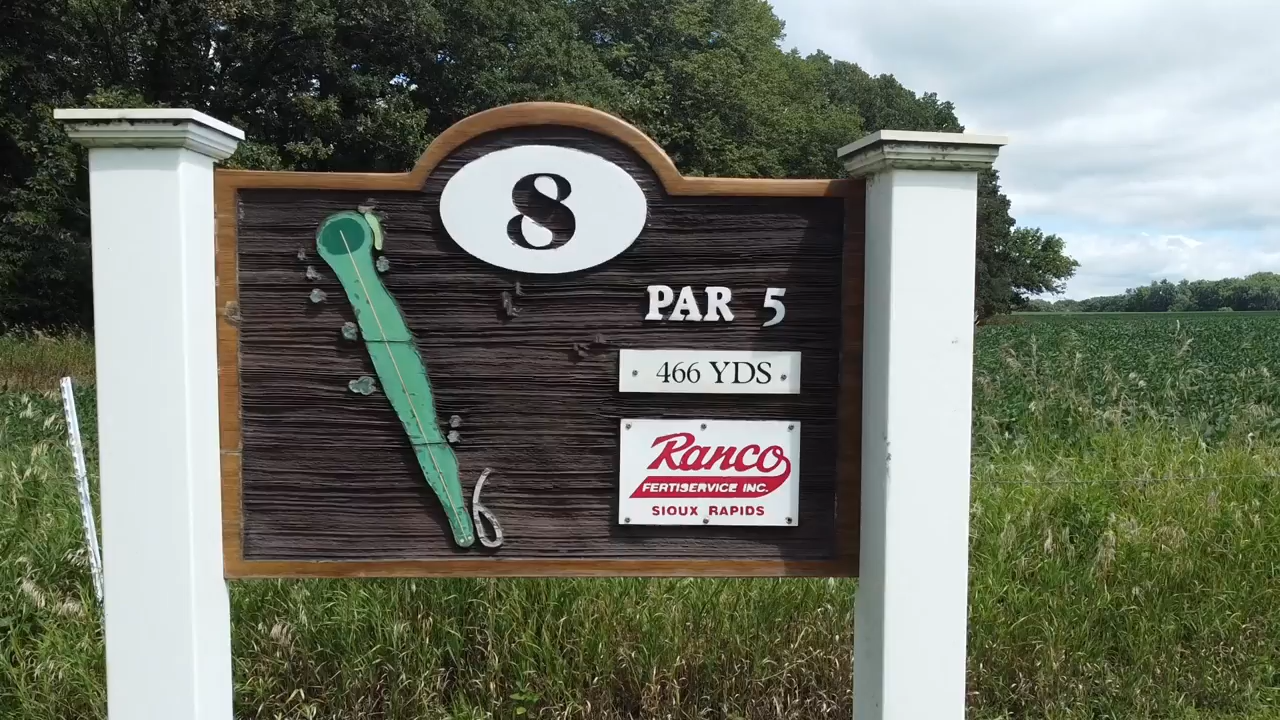 8
PAR 5
466 YDS
Ranco
FERTISERVICE INC.
SIOUX RAPIDS